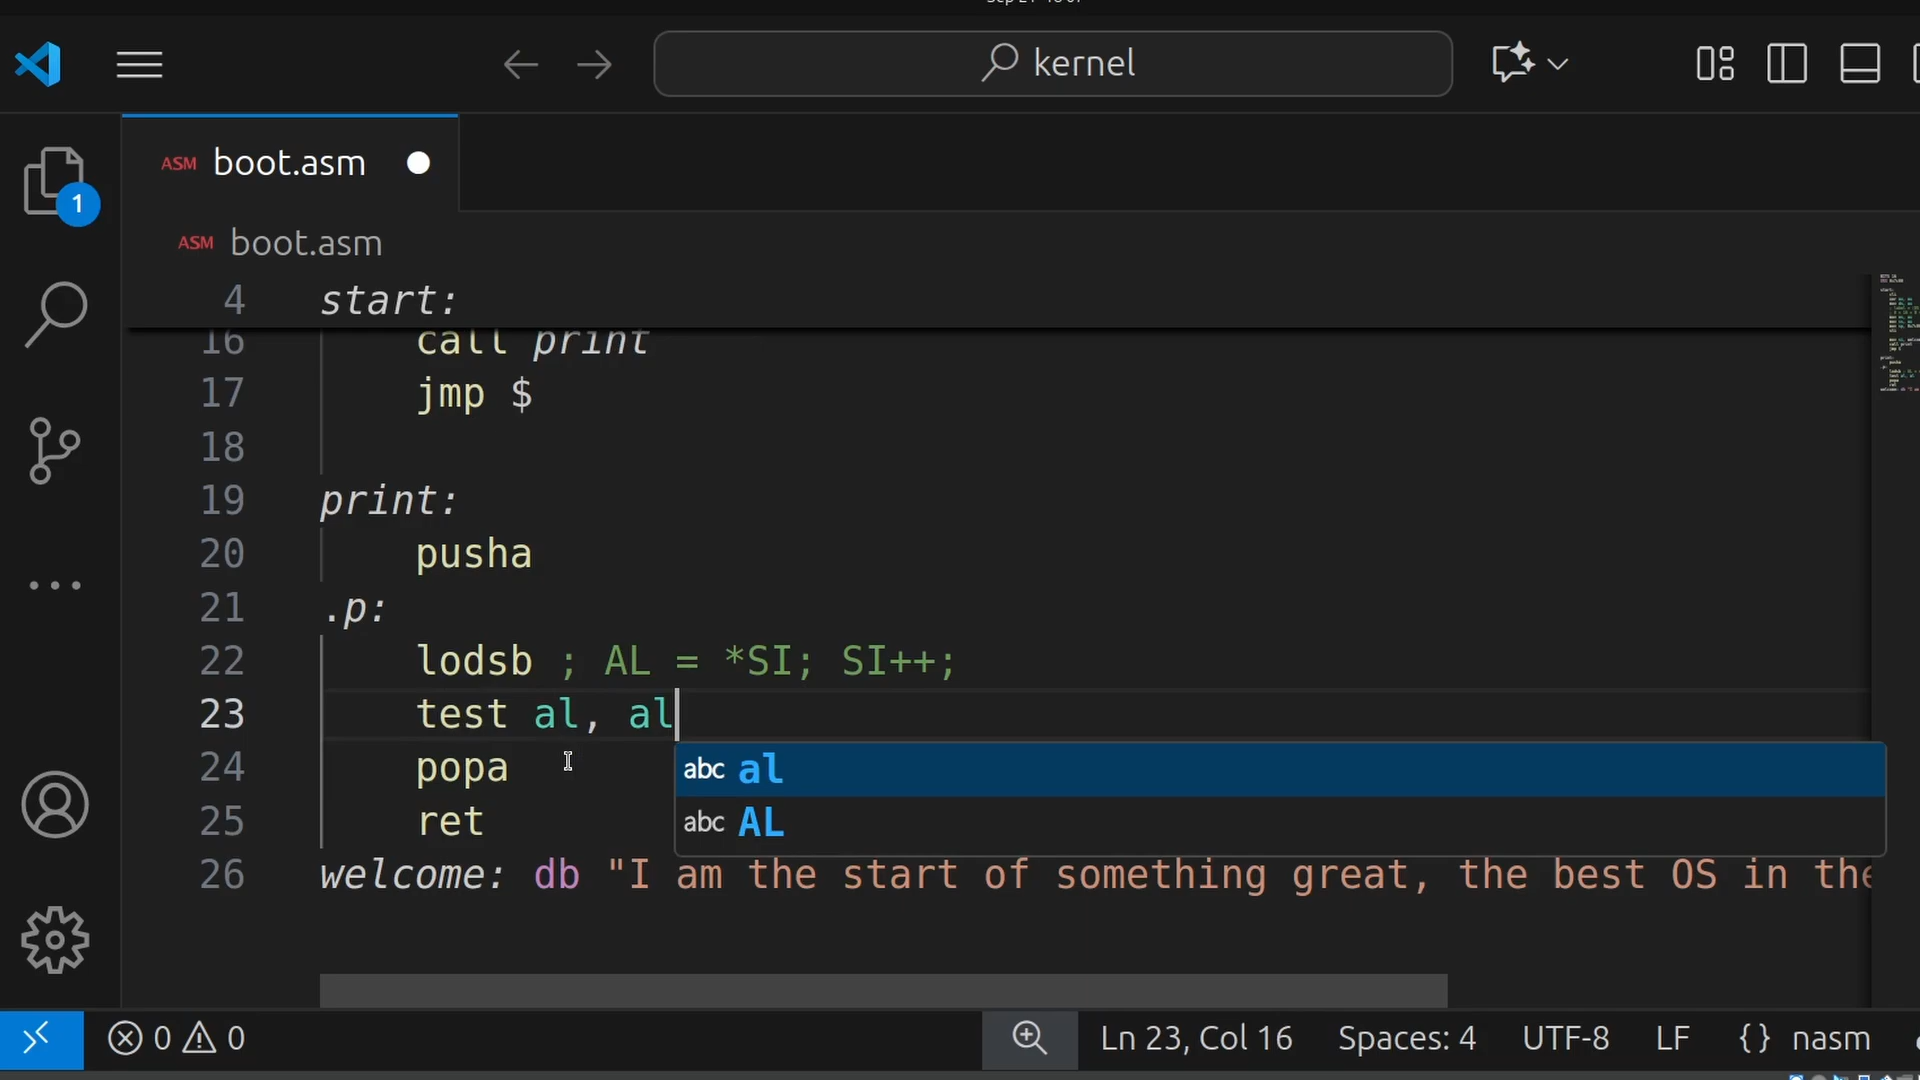 kernel
ASM boot.asm
1
ASM boot.asm
4 start:
16 call print
17 jmp $
18
19 print:
20 pusha
21 .p:
22 lodsb ; AL = *SI; SI++;
23 test al, al
24 popa
abc al
25 ret
abc AL
26 welcome: db "I am the start of something great, the best OS in the
0 0 Ln 23, Col 16 Spaces: 4 UTF-8 LF {} nasm